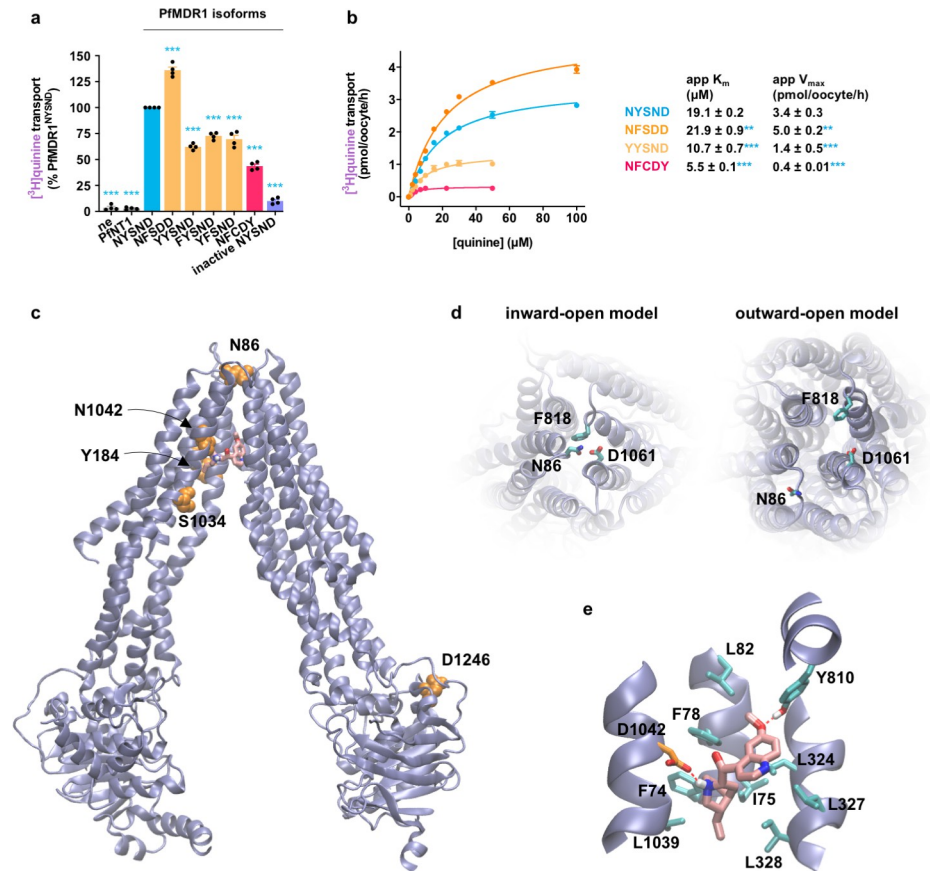 a
PfMDR1 isoforms
[³H]quinine transport
(% PfMDR1ᴺʸˢᴺᴰ)
150
125
100
75
50
25
0
***
***
***
***
***
***
***
***
ne
PfNT1
NYSND
NFSDD
YYSND
FYSND
YFSND
NFCDY
inactive NYSND
b
[³H]quinine transport
(pmol/oocyte/h)
4
3
2
1
0
0 20 40 60 80 100
[quinine] (µM)
app Km app Vmax
(µM) (pmol/oocyte/h)
NYSND 19.1 ± 0.2 3.4 ± 0.3
NFSDD 21.9 ± 0.9** 5.0 ± 0.2**
YYSND 10.7 ± 0.7*** 1.4 ± 0.5***
NFCDY 5.5 ± 0.1*** 0.4 ± 0.01***
c
N86
N1042
Y184
S1034
D1246
d
inward-open model
F818
N86
D1061
outward-open model
F818
D1061
N86
e
L82
Y810
F78
D1042
L324
F74
I75
L327
L1039
L328